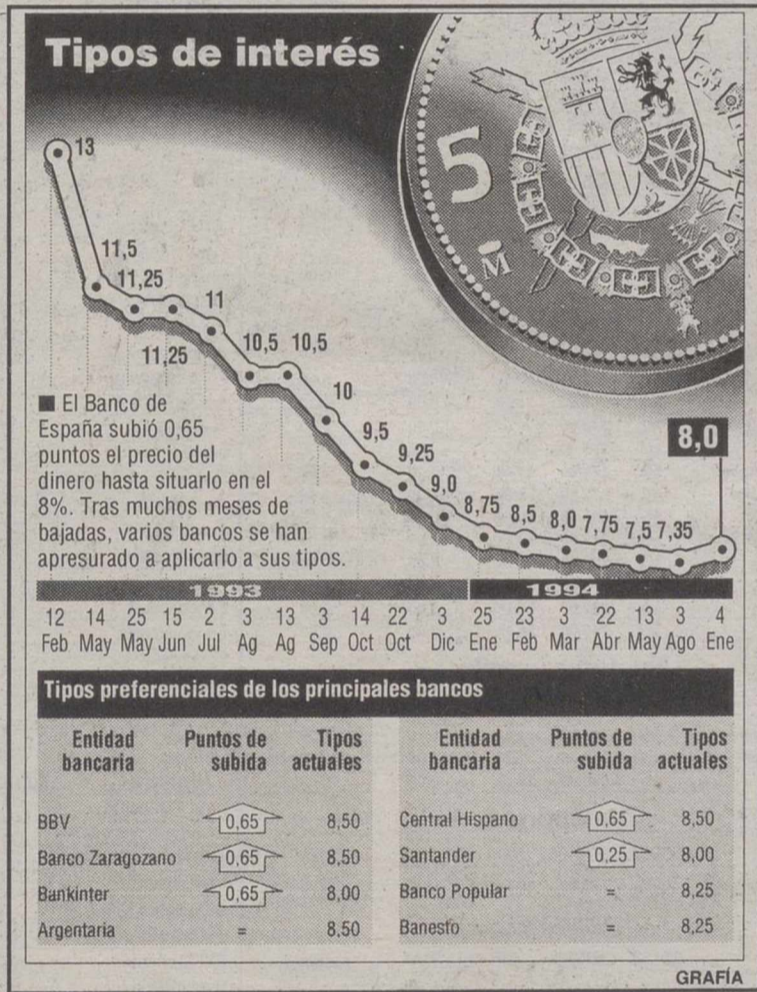 Tipos de interés
5
M
13
11,5
11,25
11,25
11
10,5
10,5
10
9,5
9,25
9,0
8,75
8,5
8,0
7,75
7,5
7,35
8,0
■ El Banco de
España subió 0,65
puntos el precio del
dinero hasta situarlo en el
8%. Tras muchos meses de
bajadas, varios bancos se han
apresurado a aplicarlo a sus tipos.
1993 1994
12 14 25 15 2 3 13 3 14 22 3 25 23 3 22 13 3 4
Feb May May Jun Jul Ag Ag Sep Oct Oct Dic Ene Feb Mar Abr May Ago Ene
Tipos preferenciales de los principales bancos
Entidad Puntos de Tipos
bancaria subida actuales
BBV 0,65 8,50
Banco Zaragozano 0,65 8,50
Bankinter 0,65 8,00
Argentaria = 8,50
Entidad Puntos de Tipos
bancaria subida actuales
Central Hispano 0,65 8,50
Santander 0,25 8,00
Banco Popular = 8,25
Banesto = 8,25
GRAFÍA